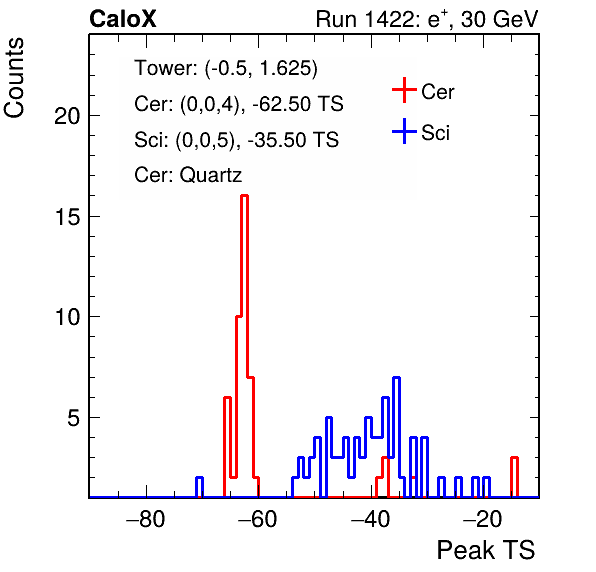 CaloX Run 1422: e⁺, 30 GeV
Counts
Tower: (-0.5, 1.625)
Cer: (0,0,4), -62.50 TS
Sci: (0,0,5), -35.50 TS
Cer: Quartz
Cer
Sci
20
15
10
5
−80 −60 −40 −20
Peak TS